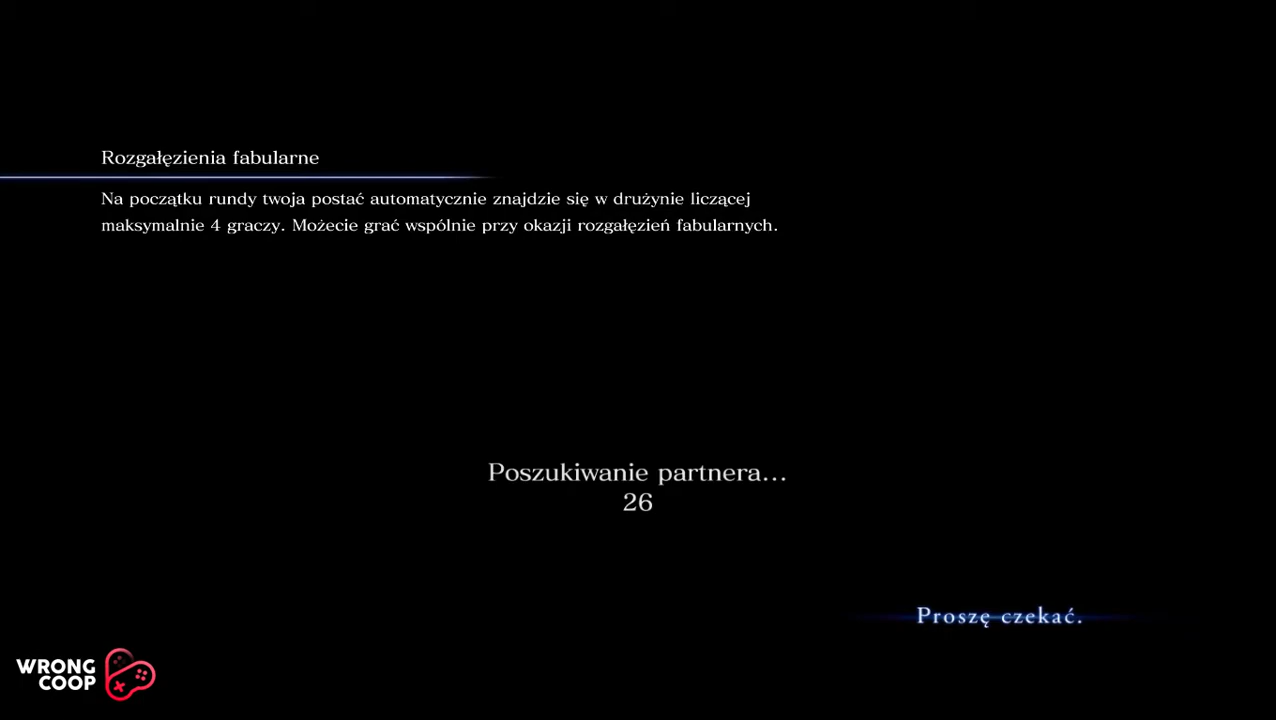 Rozgałęzienia fabularne
Na początku rundy twoja postać automatycznie znajdzie się w drużynie liczącej
maksymalnie 4 graczy. Możecie grać wspólnie przy okazji rozgałęzień fabularnych.
Poszukiwanie partnera...
26
Proszę czekać.
WRONG
COOP